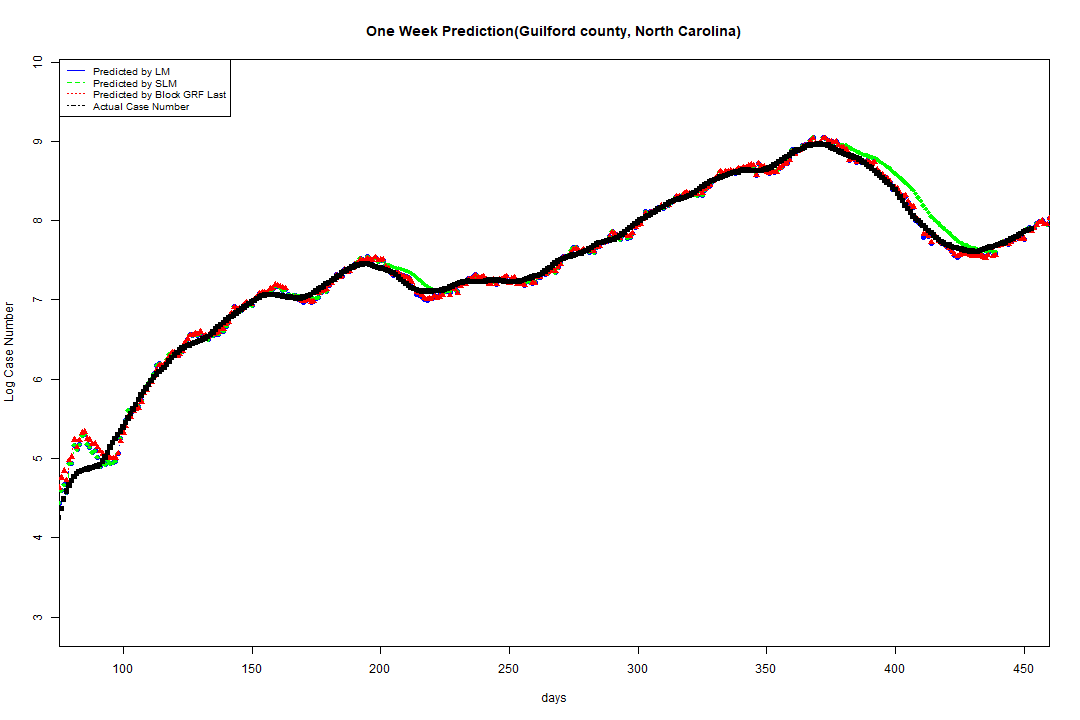 One Week Prediction(Guilford county, North Carolina)
Predicted by LM
Predicted by SLM
Predicted by Block GRF Last
Actual Case Number
Log Case Number
10
9
8
7
6
5
4
3
100 150 200 250 300 350 400 450
days